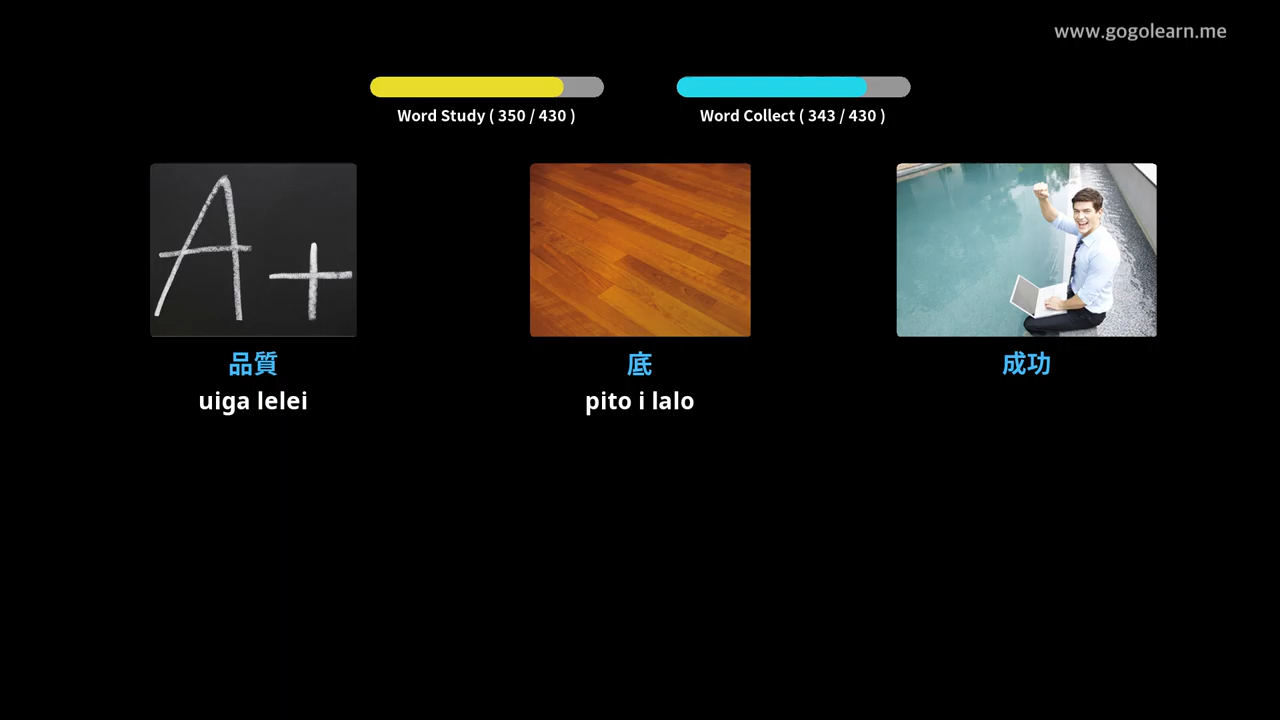 www.gogolearn.me
Word Study ( 350 / 430 )
Word Collect ( 343 / 430 )
A+
品質
底
成功
uiga lelei
pito i lalo